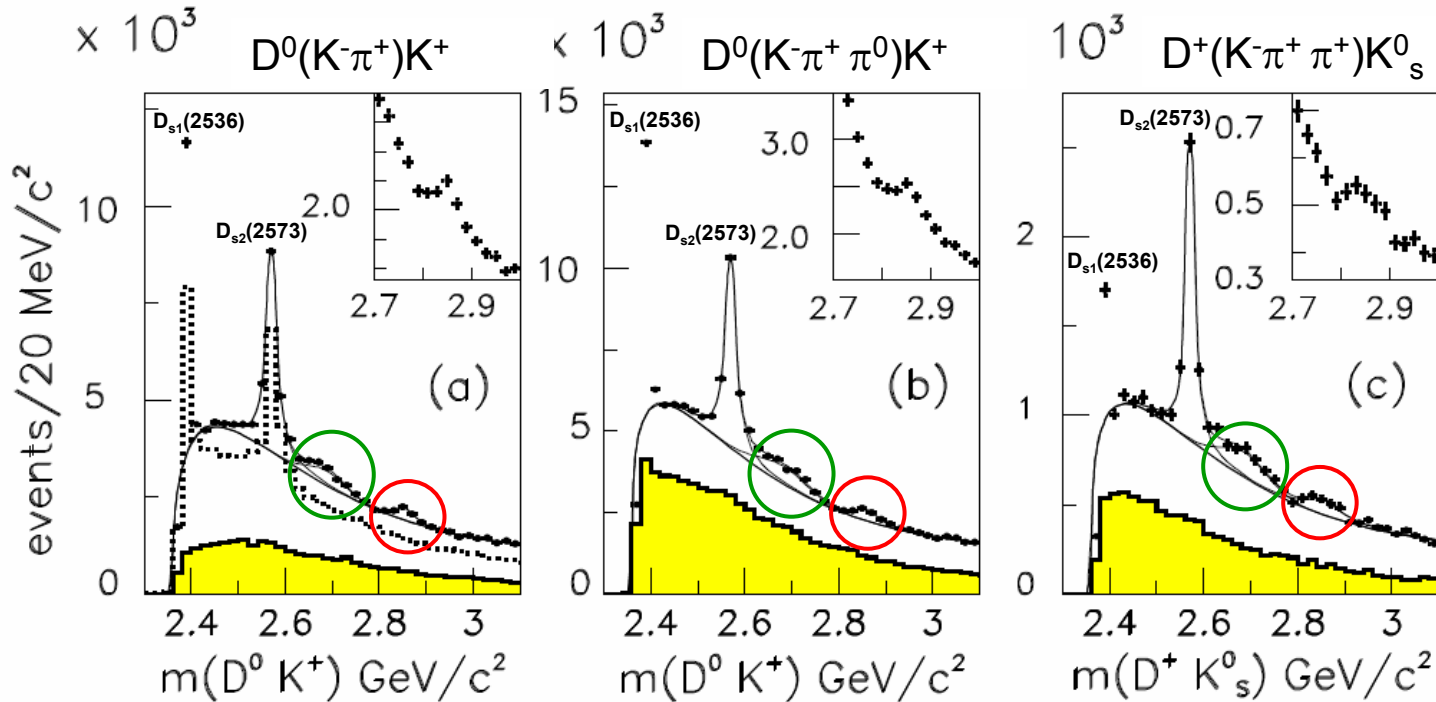 x 10³
D⁰(K⁻π⁺)K⁺
D⁰(K⁻π⁺ π⁰)K⁺
10³
D⁺(K⁻π⁺ π⁺)K⁰s
events/20 MeV/c²
10
5
0
Ds1(2536)
Ds2(2573)
2.0
2.7 2.9
(a)
2.4 2.6 2.8 3
m(D⁰ K⁺) GeV/c²
15
10
5
0
Ds1(2536)
Ds2(2573)
3.0
2.0
2.7 2.9
(b)
2.4 2.6 2.8 3
m(D⁰ K⁺) GeV/c²
2
1
0
Ds2(2573)
Ds1(2536)
0.7
0.5
0.3
2.7 2.9
(c)
2.4 2.6 2.8 3
m(D⁺ K⁰s) GeV/c²